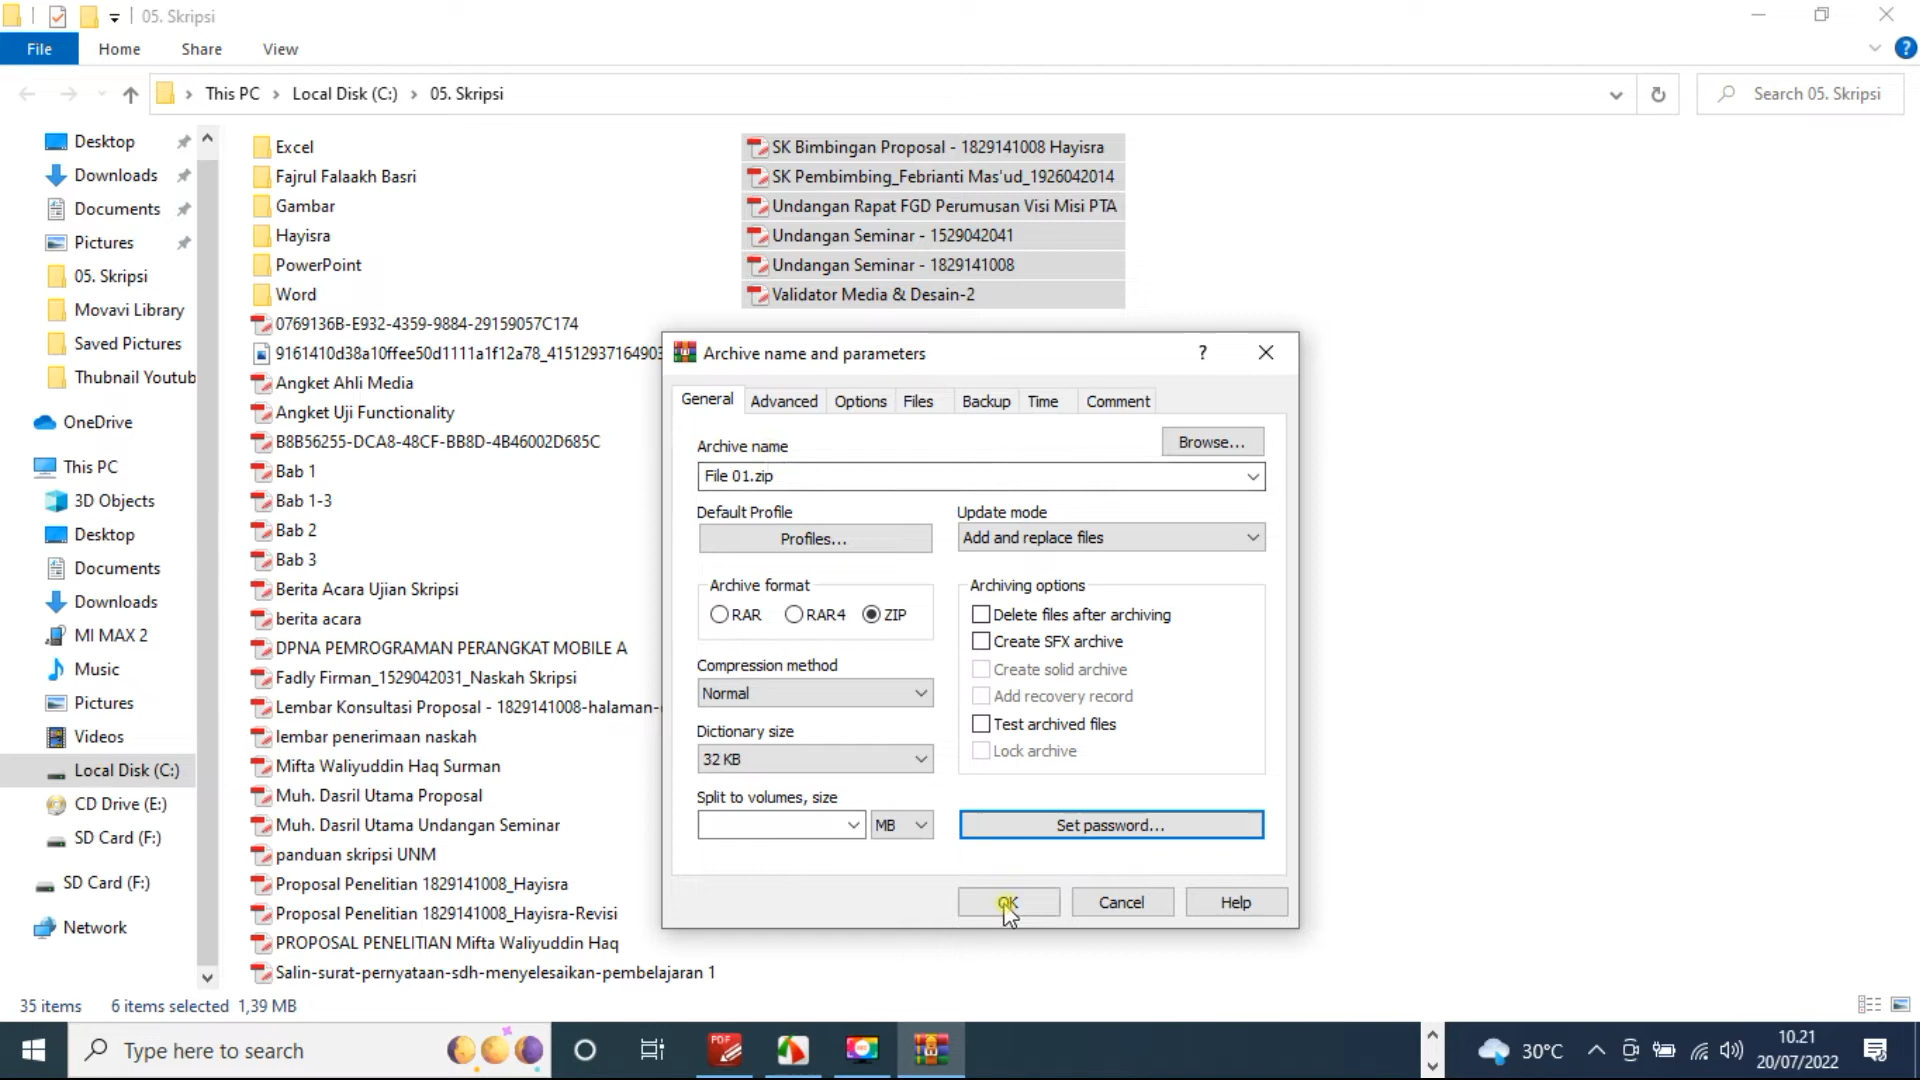 05. Skripsi
File
Home
Share
View
This PC
Local Disk (C:)
05. Skripsi
Search 05. Skripsi
Desktop
Downloads
Documents
Pictures
05. Skripsi
Movavi Library
Saved Pictures
Thubnail Youtub
OneDrive
This PC
3D Objects
Desktop
Documents
Downloads
MI MAX 2
Music
Pictures
Videos
Local Disk (C:)
CD Drive (E:)
SD Card (F:)
SD Card (F:)
Network
Excel
Fajrul Falaakh Basri
Gambar
Hayisra
PowerPoint
Word
0769136B-E932-4359-9884-29159057C174
9161410d38a10ffee50d1111a1f12a78_41512937164903
Angket Ahli Media
Angket Uji Functionality
B8B56255-DCA8-48CF-BB8D-4B46002D685C
Bab 1
Bab 1-3
Bab 2
Bab 3
Berita Acara Ujian Skripsi
berita acara
DPNA PEMROGRAMAN PERANGKAT MOBILE A
Fadly Firman_1529042031_Naskah Skripsi
Lembar Konsultasi Proposal - 1829141008-halaman-
lembar penerimaan naskah
Mifta Waliyuddin Haq Surman
Muh. Dasril Utama Proposal
Muh. Dasril Utama Undangan Seminar
panduan skripsi UNM
Proposal Penelitian 1829141008_Hayisra
Proposal Penelitian 1829141008_Hayisra-Revisi
PROPOSAL PENELITIAN Mifta Waliyuddin Haq
Salin-surat-pernyataan-sdh-menyelesaikan-pembelajaran 1
SK Bimbingan Proposal - 1829141008 Hayisra
SK Pembimbing_Febrianti Mas'ud_1926042014
Undangan Rapat FGD Perumusan Visi Misi PTA
Undangan Seminar - 1529042041
Undangan Seminar - 1829141008
Validator Media & Desain-2
Archive name and parameters
?
General
Advanced
Options
Files
Backup
Time
Comment
Archive name
Browse...
File 01.zip
Default Profile
Profiles...
Update mode
Add and replace files
Archive format
RAR
RAR4
ZIP
Compression method
Normal
Dictionary size
32 KB
Split to volumes, size
MB
Archiving options
Delete files after archiving
Create SFX archive
Create solid archive
Add recovery record
Test archived files
Lock archive
Set password...
OK
Cancel
Help
35 items
6 items selected 1,39 MB
Type here to search
PDF
30°C
10.21
20/07/2022